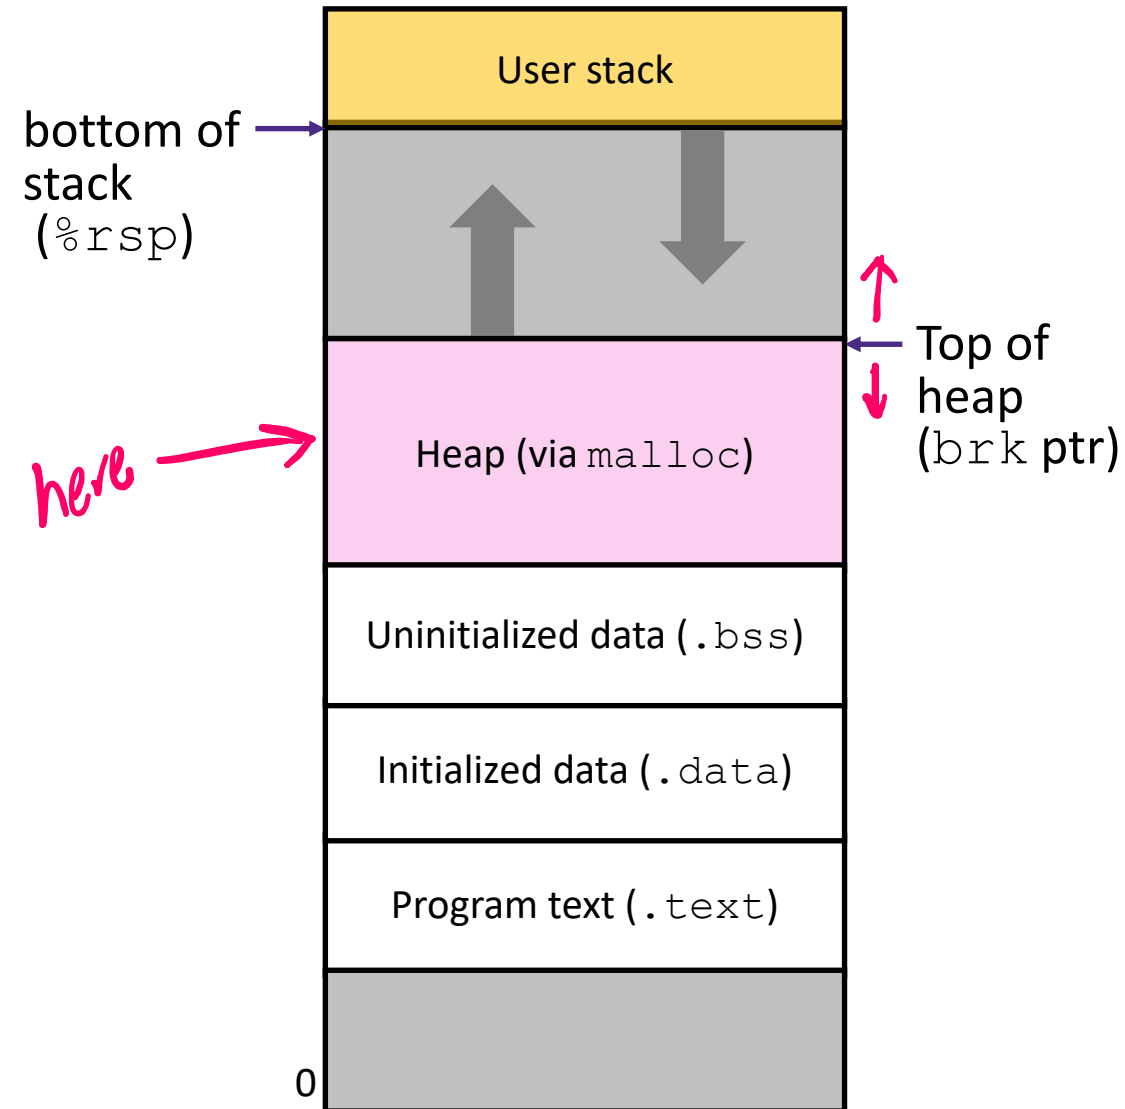 User stack
bottom of
stack
(%rsp)
Top of
heap
(brk ptr)
Heap (via malloc)
here
Uninitialized data (.bss)
Initialized data (.data)
Program text (.text)
0